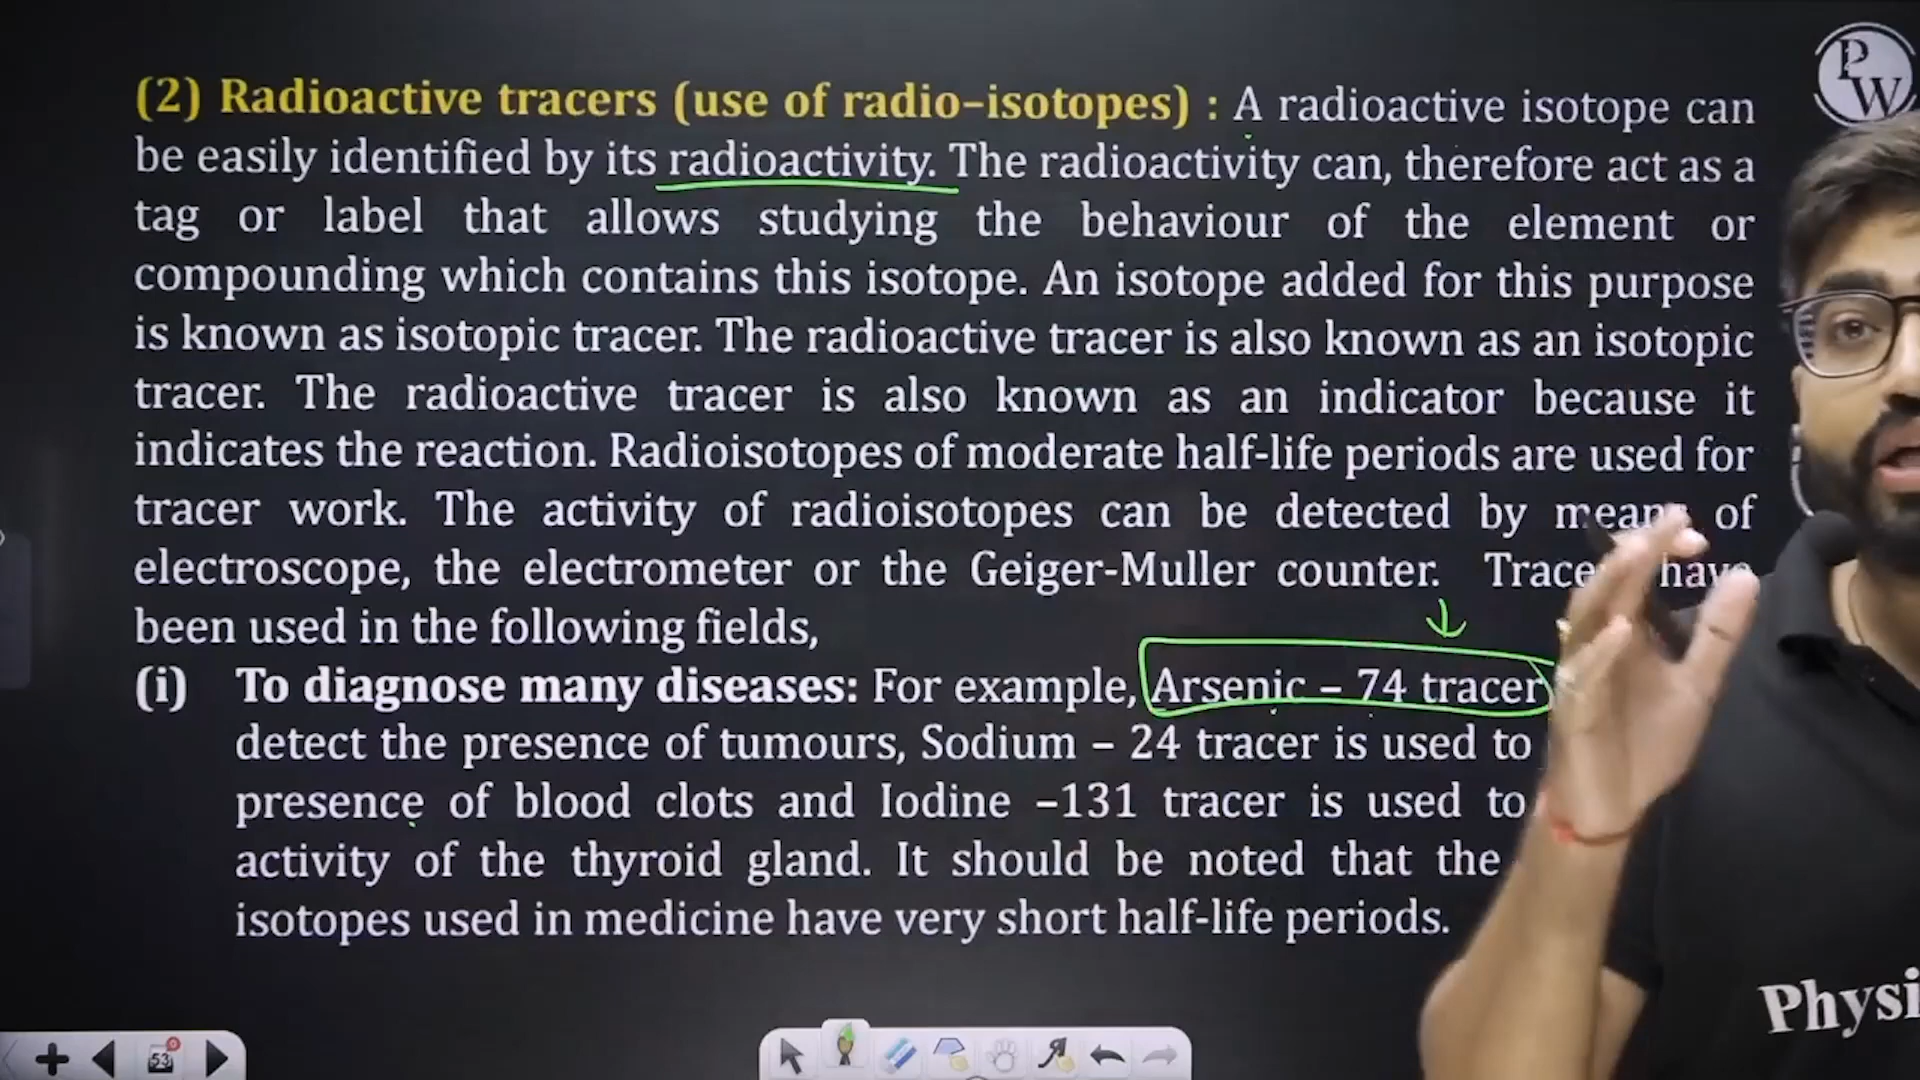 (2) Radioactive tracers (use of radio-isotopes) : A radioactive isotope can
be easily identified by its radioactivity. The radioactivity can, therefore act as a
tag or label that allows studying the behaviour of the element or
compounding which contains this isotope. An isotope added for this purpose
is known as isotopic tracer. The radioactive tracer is also known as an isotopic
tracer. The radioactive tracer is also known as an indicator because it
indicates the reaction. Radioisotopes of moderate half-life periods are used for
tracer work. The activity of radioisotopes can be detected by means of
electroscope, the electrometer or the Geiger-Muller counter. have
been used in the following fields,
(i) To diagnose many diseases: For example, Arsenic – 74 tracer
detect the presence of tumours, Sodium – 24 tracer is used to
presence of blood clots and Iodine –131 tracer is used to
activity of the thyroid gland. It should be noted that the
isotopes used in medicine have very short half-life periods.
PW
Physi
53
0